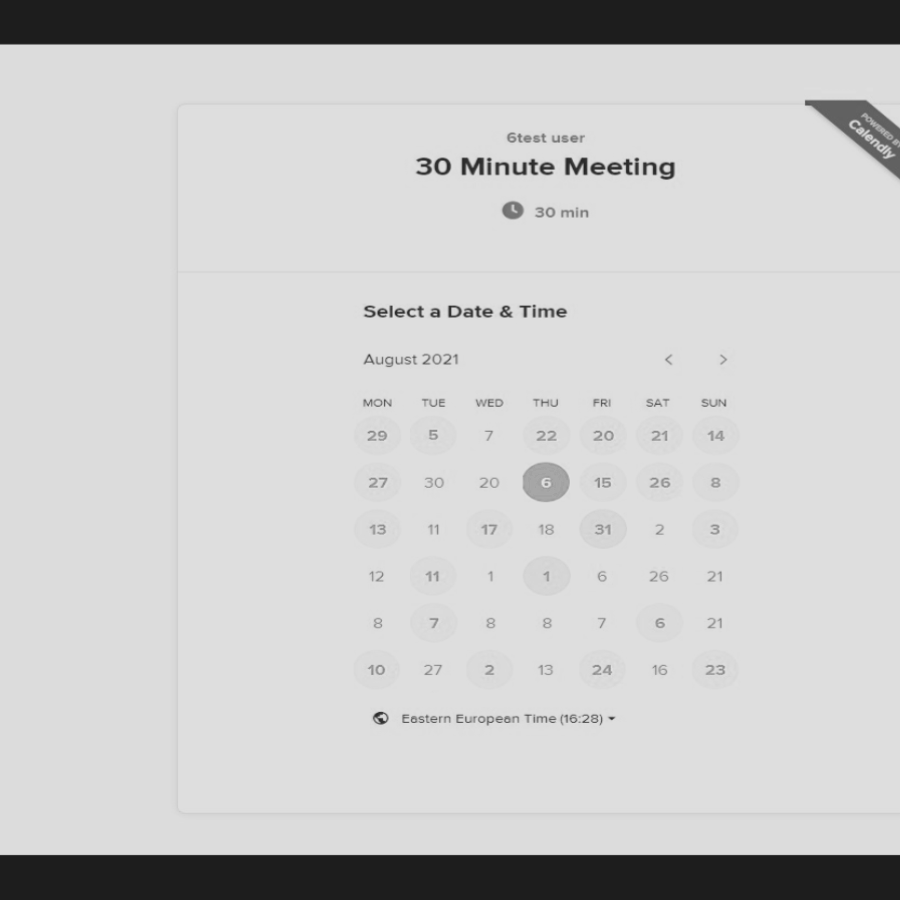 POWERED BY
Calendly
6test user
30 Minute Meeting
30 min
Select a Date & Time
August 2021
MON TUE WED THU FRI SAT SUN
29 5 7 22 20 21 14
27 30 20 6 15 26 8
13 11 17 18 31 2 3
12 11 1 1 6 26 21
8 7 8 8 7 6 21
10 27 2 13 24 16 23
Eastern European Time (16:28)